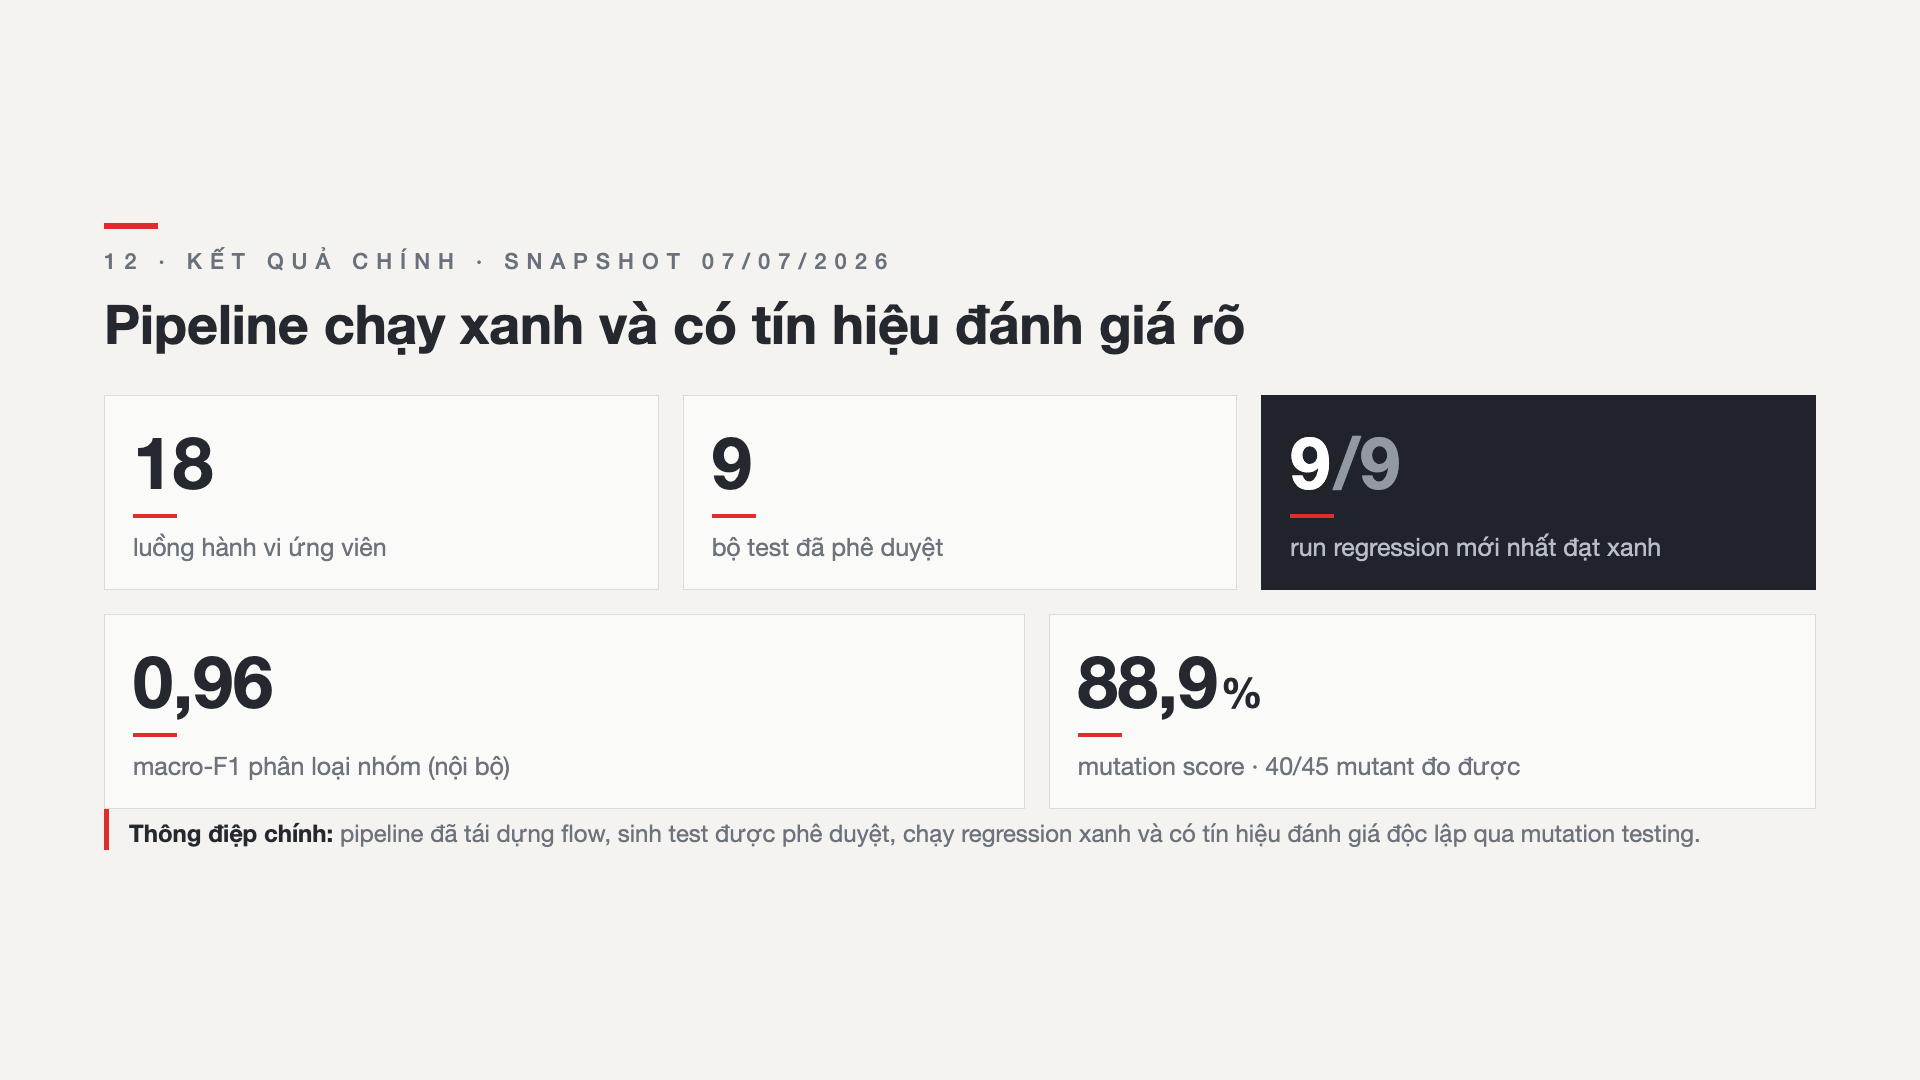 12 · KẾT QUẢ CHÍNH · SNAPSHOT 07/07/2026
Pipeline chạy xanh và có tín hiệu đánh giá rõ
18
luồng hành vi ứng viên
9
bộ test đã phê duyệt
9/9
run regression mới nhất đạt xanh
0,96
macro-F1 phân loại nhóm (nội bộ)
88,9%
mutation score · 40/45 mutant đo được
Thông điệp chính: pipeline đã tái dựng flow, sinh test được phê duyệt, chạy regression xanh và có tín hiệu đánh giá độc lập qua mutation testing.